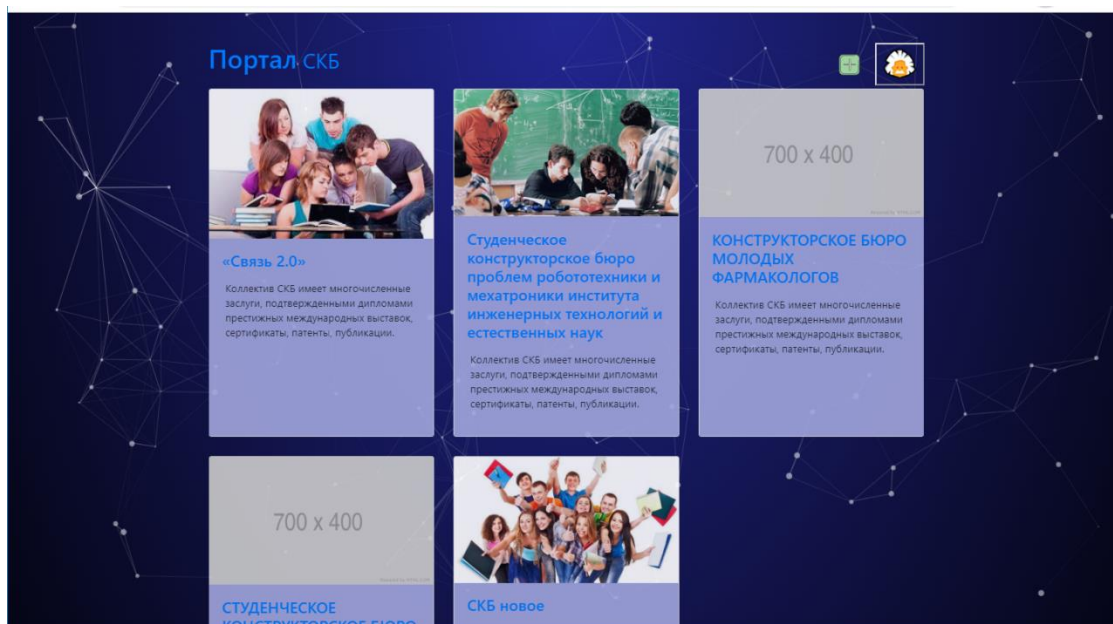 Портал СКБ
«Связь 2.0»
Коллектив СКБ имеет многочисленные
заслуги, подтвержденными дипломами
престижных международных выставок,
сертификаты, патенты, публикации.
Студенческое
конструкторское бюро
проблем робототехники и
мехатроники института
инженерных технологий и
естественных наук
Коллектив СКБ имеет многочисленные
заслуги, подтвержденными дипломами
престижных международных выставок,
сертификаты, патенты, публикации.
700 x 400
КОНСТРУКТОРСКОЕ БЮРО
МОЛОДЫХ
ФАРМАКОЛОГОВ
Коллектив СКБ имеет многочисленные
заслуги, подтвержденными дипломами
престижных международных выставок,
сертификаты, патенты, публикации.
700 x 400
СТУДЕНЧЕСКОЕ
КОНСТРУКТОРСКОЕ БЮРО
СКБ новое